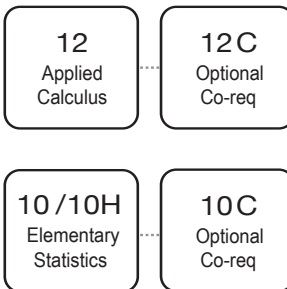 12
Applied
Calculus
12C
Optional
Co-req
10/10H
Elementary
Statistics
10C
Optional
Co-req